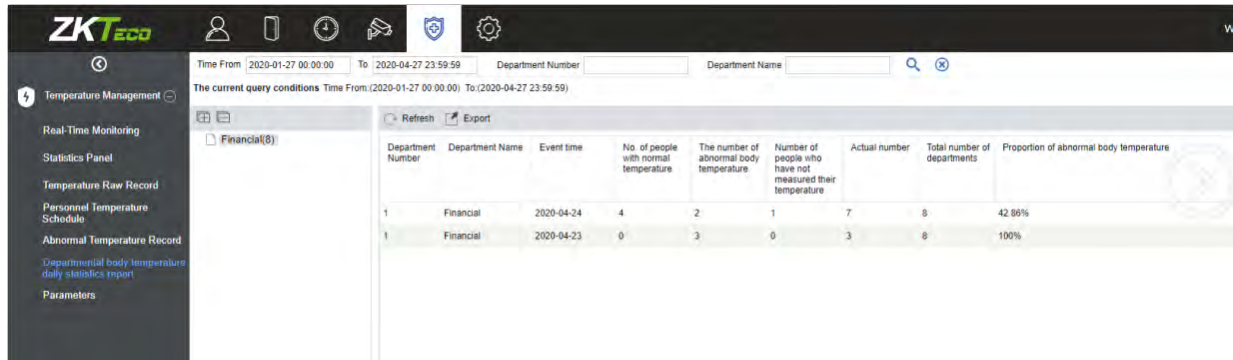 ZKTeco
W
Time From 2020-01-27 00:00:00 To 2020-04-27 23:59:59 Department Number Department Name
The current query conditions Time From:(2020-01-27 00:00:00) To:(2020-04-27 23:59:59)
Temperature Management
Real-Time Monitoring
Statistics Panel
Temperature Raw Record
Personnel Temperature
Schedule
Abnormal Temperature Record
Departmental body temperature
daily statistics report
Parameters
Financial(8)
Refresh Export
Department Number Department Name Event time No. of people with normal temperature The number of abnormal body temperature Number of people who have not measured their temperature Actual number Total number of departments Proportion of abnormal body temperature
1 Financial 2020-04-24 4 2 1 7 8 42.86%
1 Financial 2020-04-23 0 3 0 3 8 100%